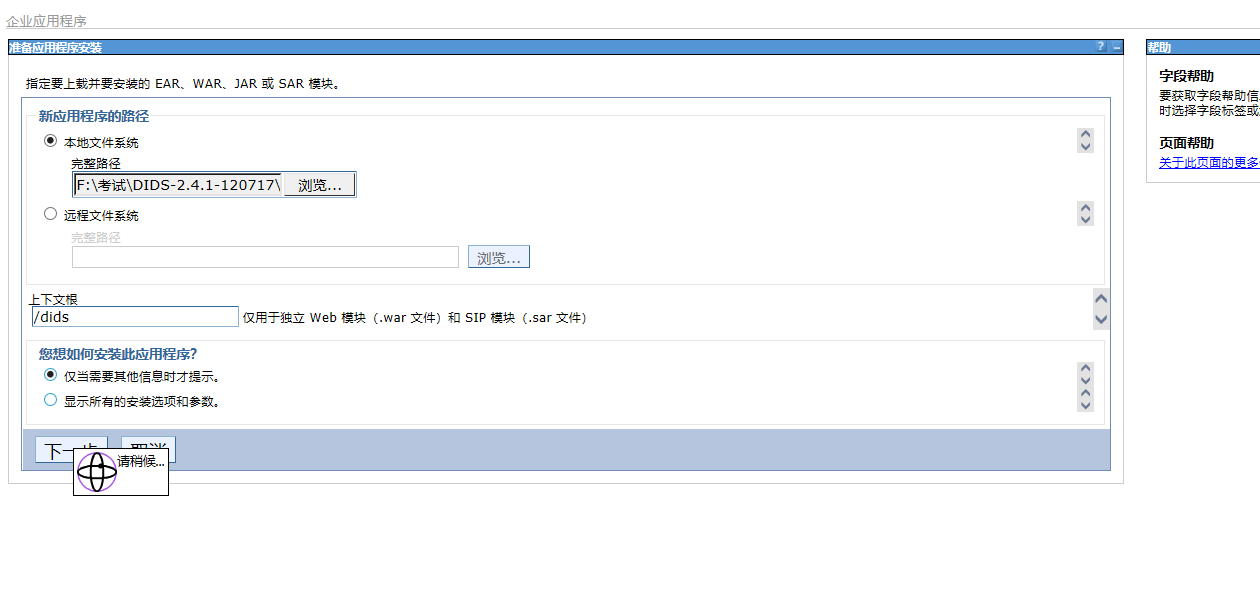 企业应用程序
准备应用程序安装
? –
帮助
指定要上载并要安装的 EAR、WAR、JAR 或 SAR 模块。
字段帮助
要获取字段帮助信
时选择字段标签或
页面帮助
关于此页面的更多
新应用程序的路径
本地文件系统
完整路径
F:\考试\DIDS-2.4.1-120717\
浏览...
远程文件系统
完整路径
浏览...
上下文根
/dids 仅用于独立 Web 模块（.war 文件）和 SIP 模块（.sar 文件）
您想如何安装此应用程序？
仅当需要其他信息时才提示。
显示所有的安装选项和参数。
下一步 取消
请稍候...